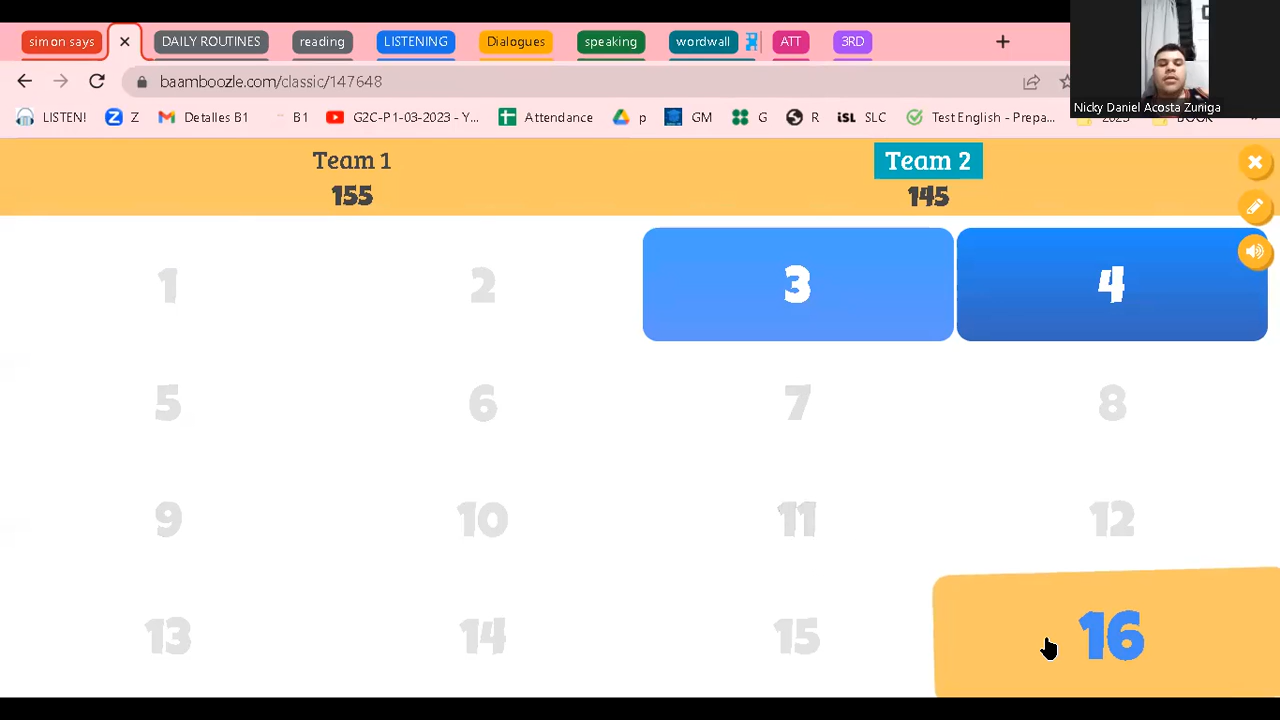 simon says
DAILY ROUTINES
reading
LISTENING
Dialogues
speaking
wordwall
ATT
3RD
baamboozle.com/classic/147648
Nicky Daniel Acosta Zuniga
LISTEN!
Z
Detalles B1
B1
G2C-P1-03-2023 - Y...
Attendance
p
GM
G
R
iSL
SLC
Test English - Prepa...
Team 1
155
Team 2
145
1
2
3
4
5
6
7
8
9
10
11
12
13
14
15
16